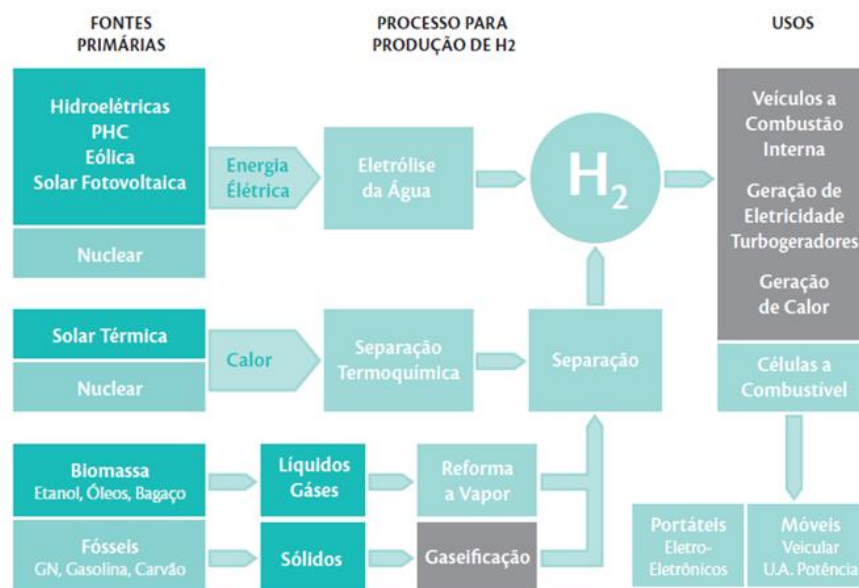 FONTES
PRIMÁRIAS
PROCESSO PARA
PRODUÇÃO DE H2
USOS
Hidroelétricas
PHC
Eólica
Solar Fotovoltaica
Nuclear
Energia
Élétrica
Eletrólise
da Água
H2
Veículos a
Combustão
Interna
Geração de
Eletricidade
Turbogeradores
Geração
de Calor
Solar Térmica
Nuclear
Calor
Separação
Termoquímica
Separação
Células a
Combustível
Biomassa
Etanol, Óleos, Bagaço
Líquidos
Gáses
Reforma
a Vapor
Fósseis
GN, Gasolina, Carvão
Sólidos
Gaseificação
Portáteis
Eletro-
Eletrônicos
Móveis
Veicular
U.A. Potência